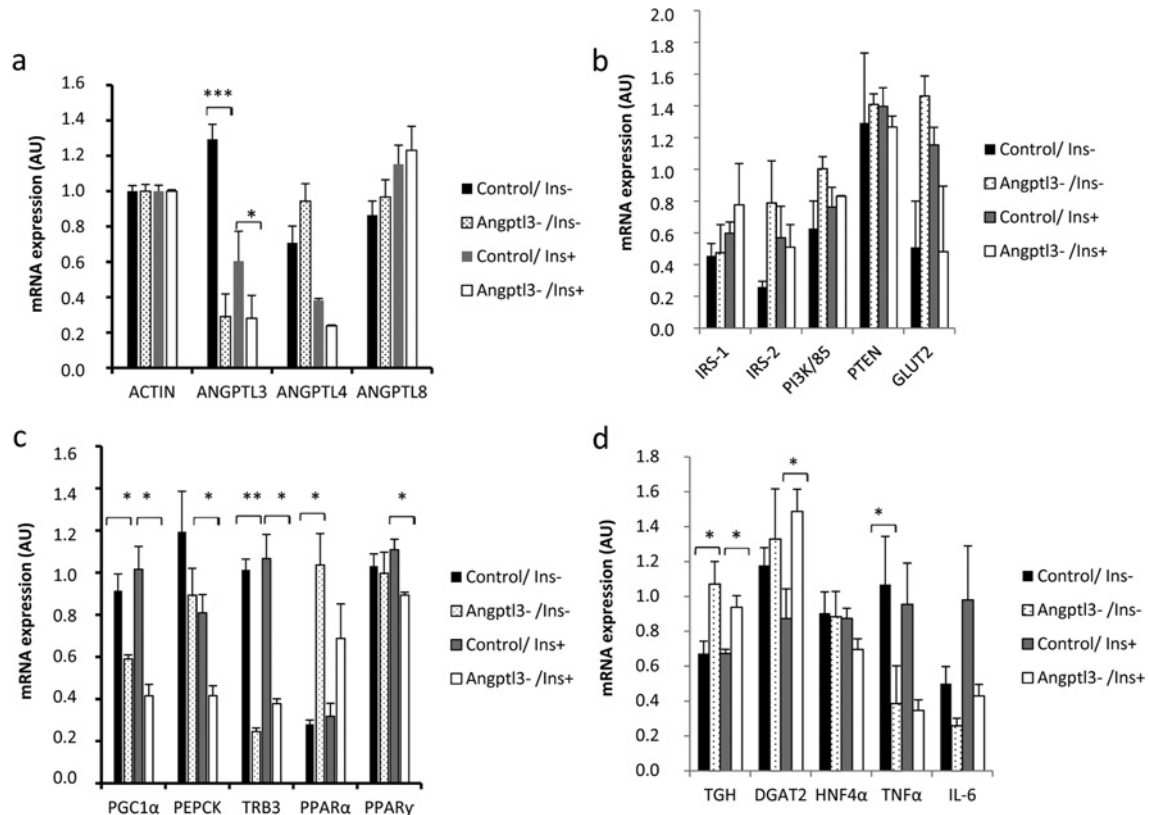 a
mRNA expression (AU)
1.6
1.4
1.2
1.0
0.8
0.6
0.4
0.2
0.0
***
*
ACTIN ANGPTL3 ANGPTL4 ANGPTL8
Control/ Ins-
Angptl3- /Ins-
Control/ Ins+
Angptl3- /Ins+
b
mRNA expression (AU)
2.0
1.8
1.6
1.4
1.2
1.0
0.8
0.6
0.4
0.2
0.0
IRS-1 IRS-2 PI3K/85 PTEN GLUT2
Control/ Ins-
Angptl3- /Ins-
Control/ Ins+
Angptl3- /Ins+
c
mRNA expression (AU)
1.6
1.4
1.2
1.0
0.8
0.6
0.4
0.2
0.0
* * * ** * * *
PGC1α PEPCK TRB3 PPARα PPARγ
Control/ Ins-
Angptl3- /Ins-
Control/ Ins+
Angptl3- /Ins+
d
mRNA expression (AU)
1.8
1.6
1.4
1.2
1.0
0.8
0.6
0.4
0.2
0.0
* * * *
TGH DGAT2 HNF4α TNFα IL-6
Control/ Ins-
Angptl3- /Ins-
Control/ Ins+
Angptl3- /Ins+